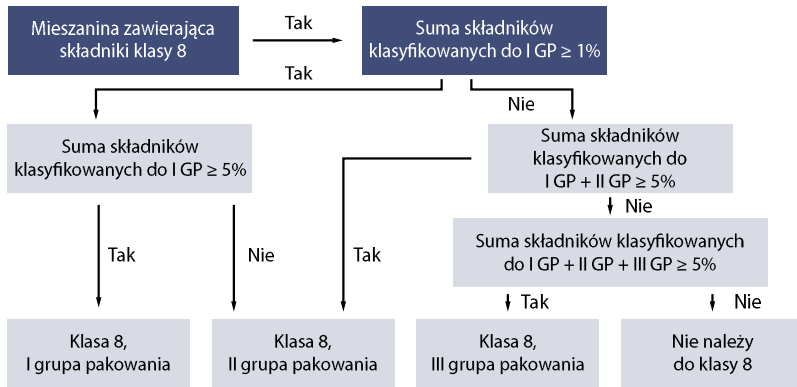 Mieszanina zawierająca
składniki klasy 8
Tak
Suma składników
klasyfikowanych do I GP ≥ 1%
Tak
Nie
Suma składników
klasyfikowanych do I GP ≥ 5%
Suma składników
klasyfikowanych do
I GP + II GP ≥ 5%
Nie
Suma składników klasyfikowanych
do I GP + II GP + III GP ≥ 5%
Tak
Nie
Tak
Tak
Nie
Klasa 8,
I grupa pakowania
Klasa 8,
II grupa pakowania
Klasa 8,
III grupa pakowania
Nie należy
do klasy 8